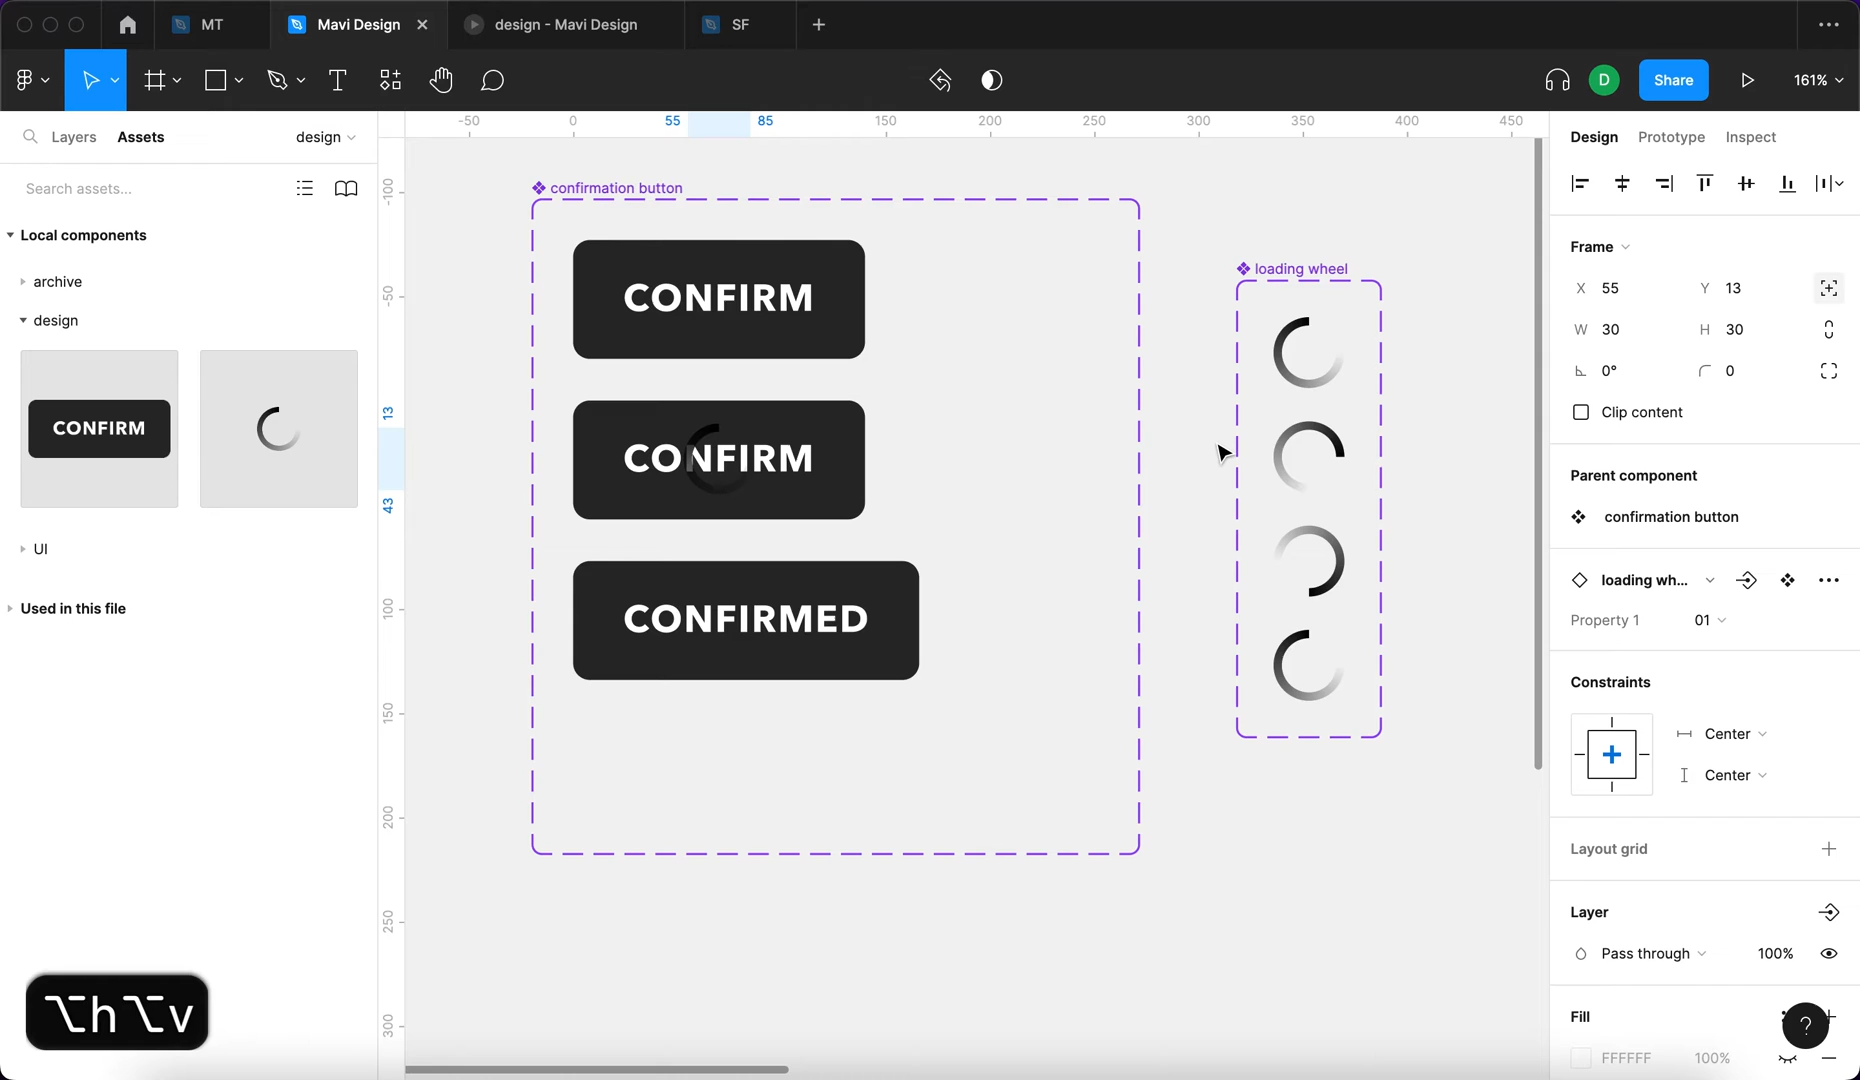 MT
Mavi Design
design - Mavi Design
SF
D
Share
161%
Layers
Assets
design
Search assets...
Local components
archive
design
CONFIRM
UI
Used in this file
-50
0
55
85
150
200
250
300
350
400
450
-100
-50
13
43
100
150
200
250
300
confirmation button
CONFIRM
CONFIRM
CONFIRMED
loading wheel
Design
Prototype
Inspect
Frame
X 55
Y 13
W 30
H 30
0°
0
Clip content
Parent component
confirmation button
loading wh...
Property 1
01
Constraints
Center
Center
Layout grid
Layer
Pass through
100%
Fill
FFFFFF
100%
?
⌥h⌥v